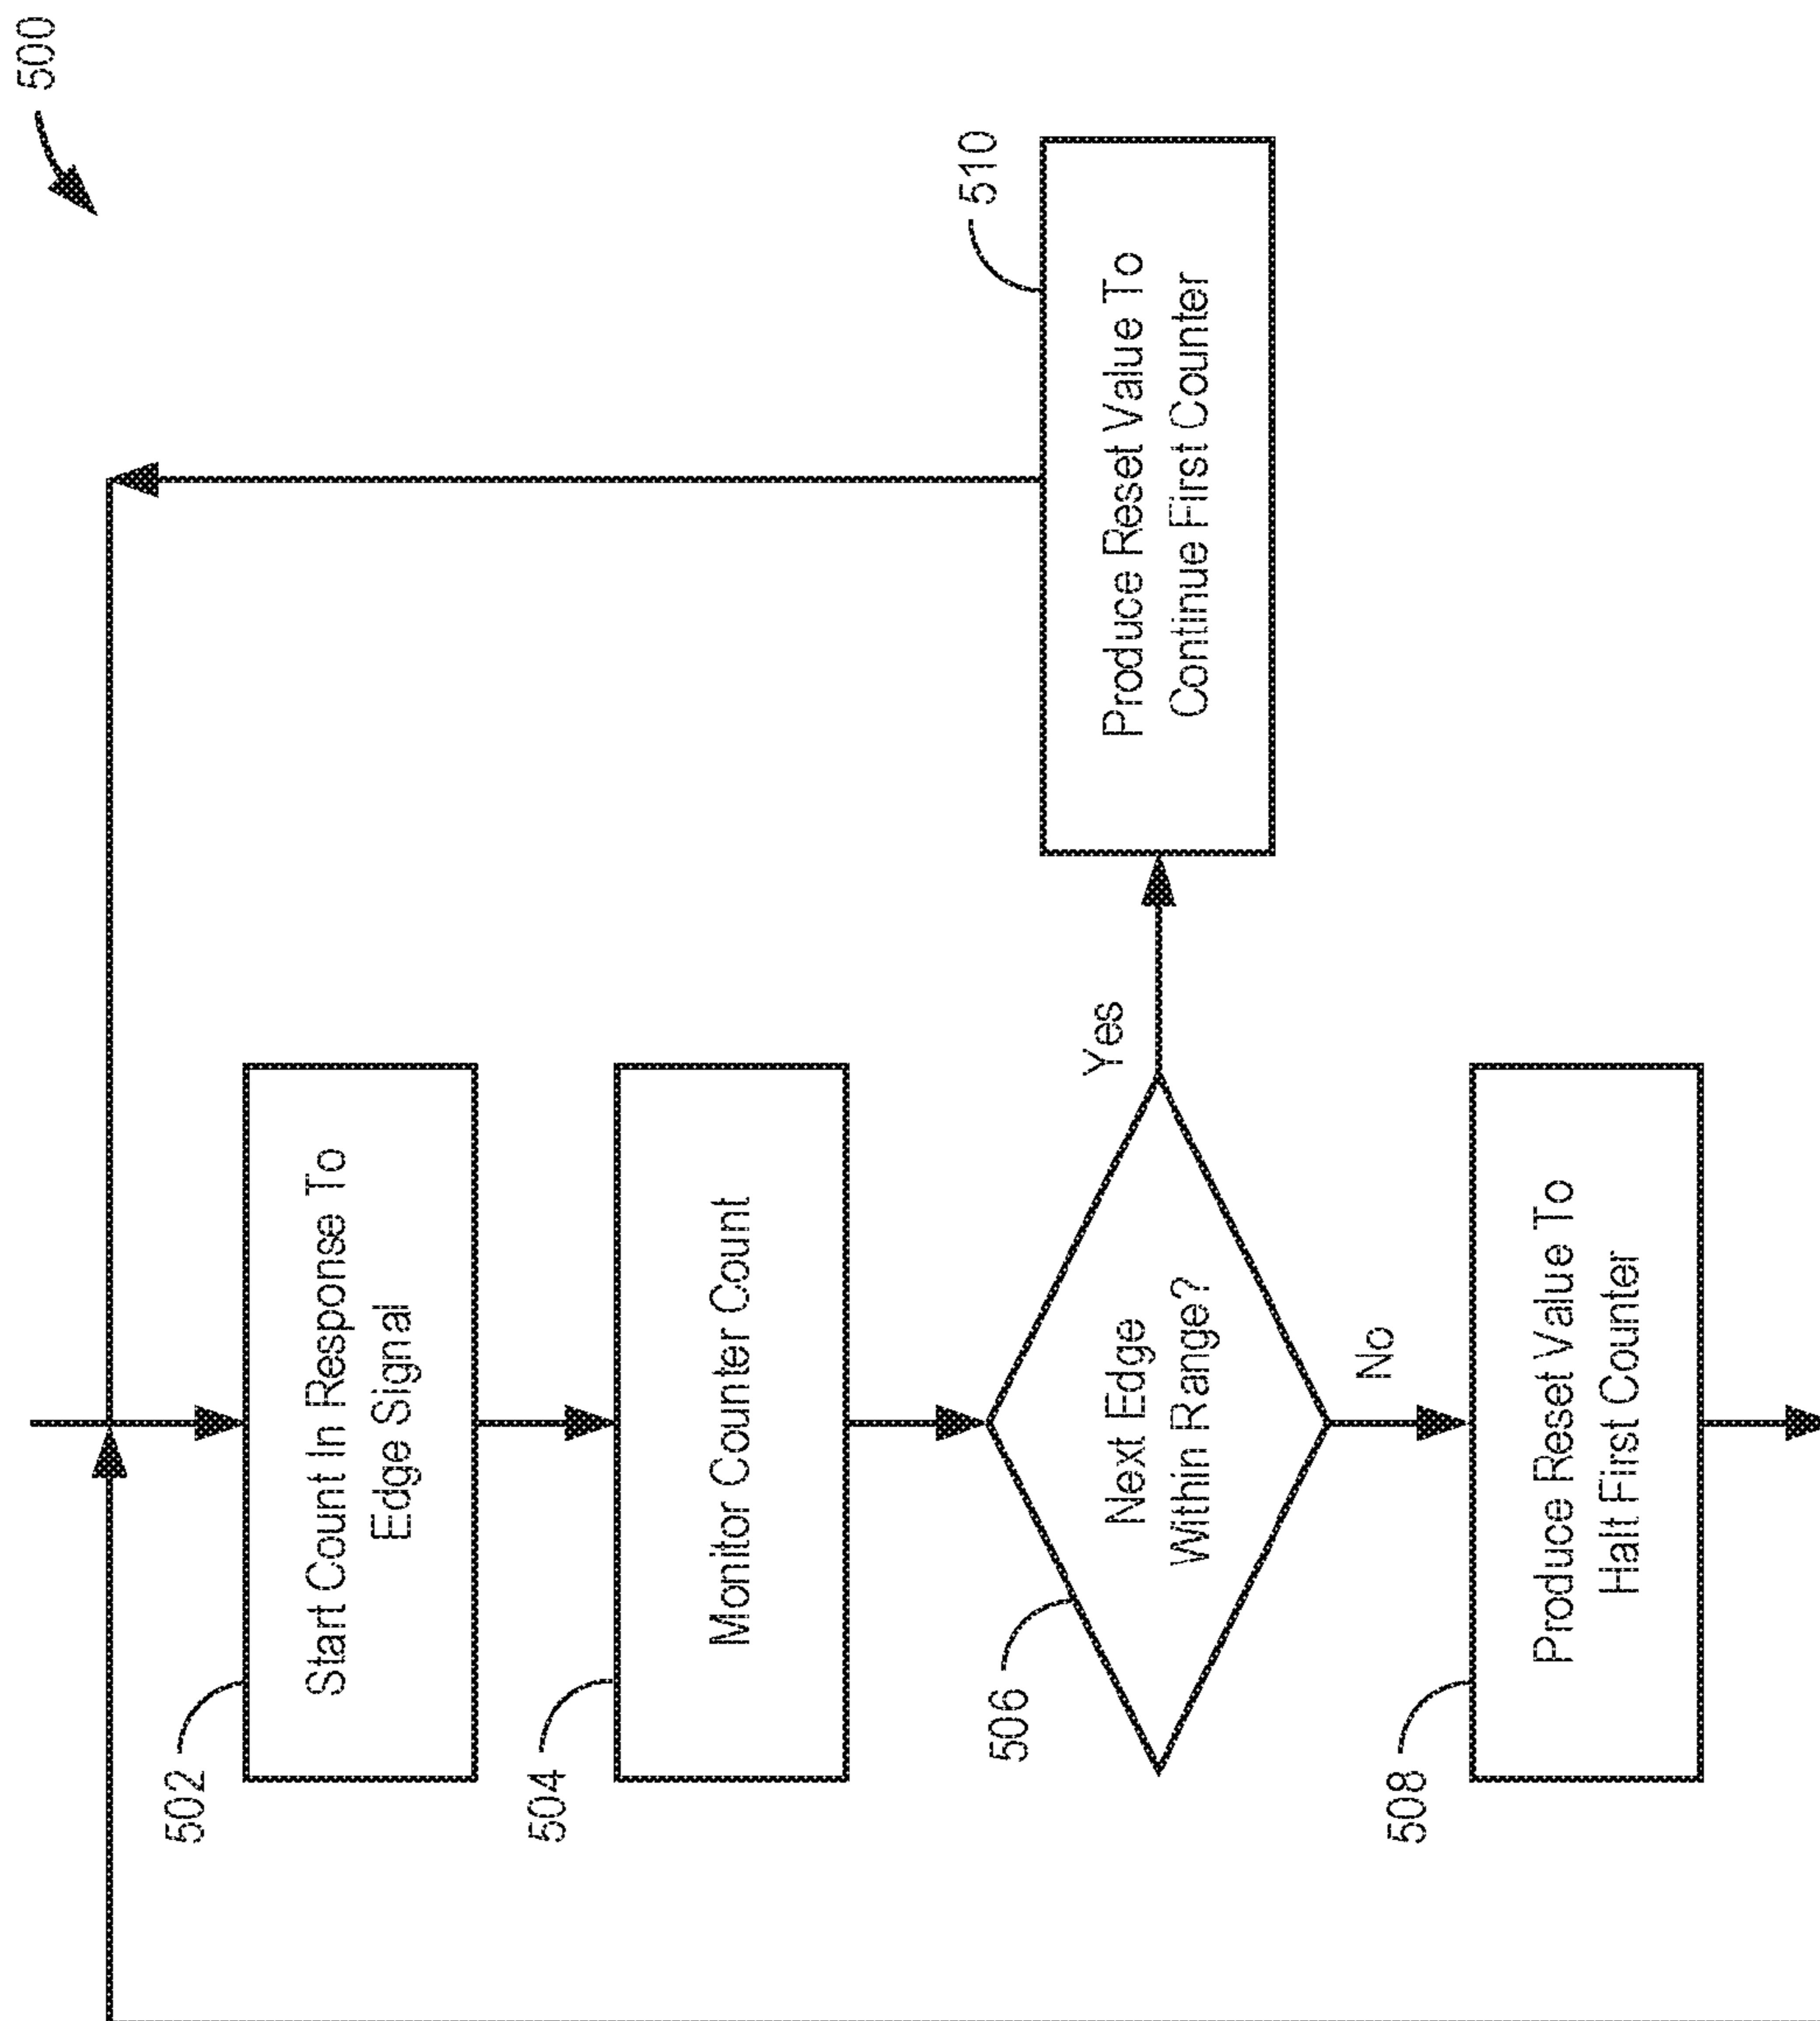 500
502
Start Count In Response To
Edge Signal
504
Monitor Counter Count
506
Next Edge
Within Range?
Yes
510
Produce Reset Value To
Continue First Counter
No
508
Produce Reset Value To
Halt First Counter